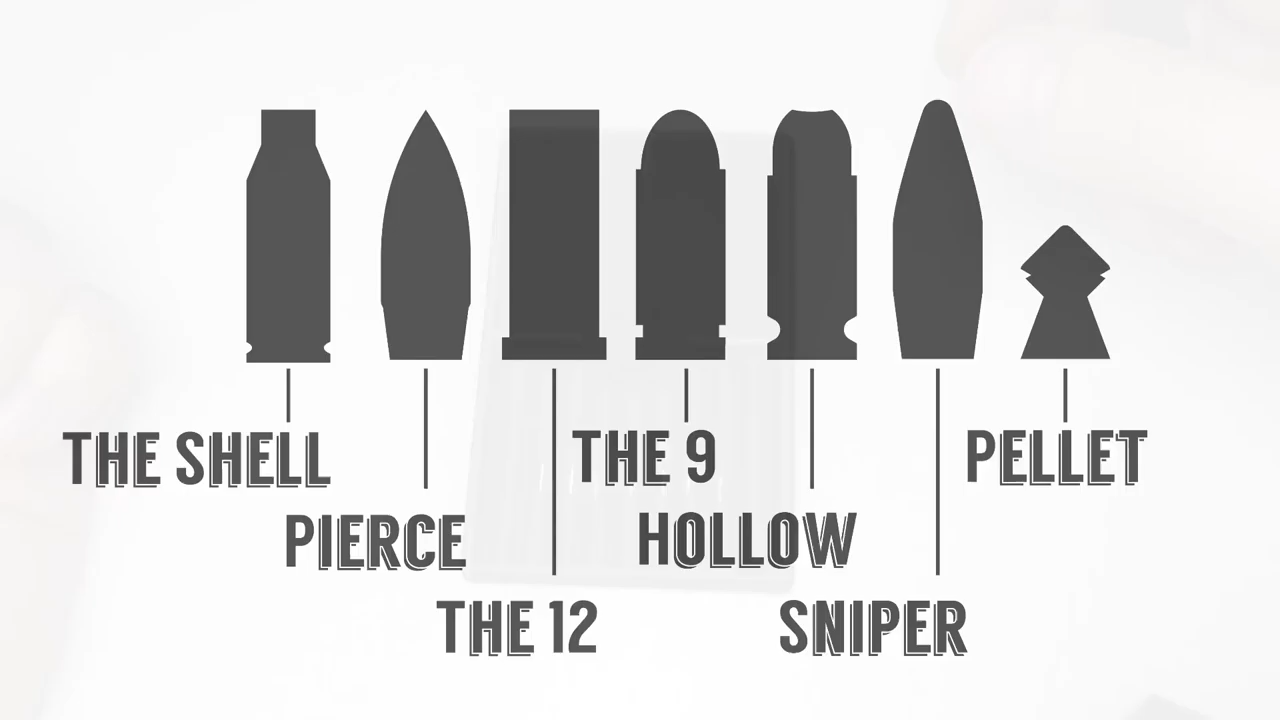 THE SHELL
PIERCE
THE 12
THE 9
HOLLOW
SNIPER
PELLET